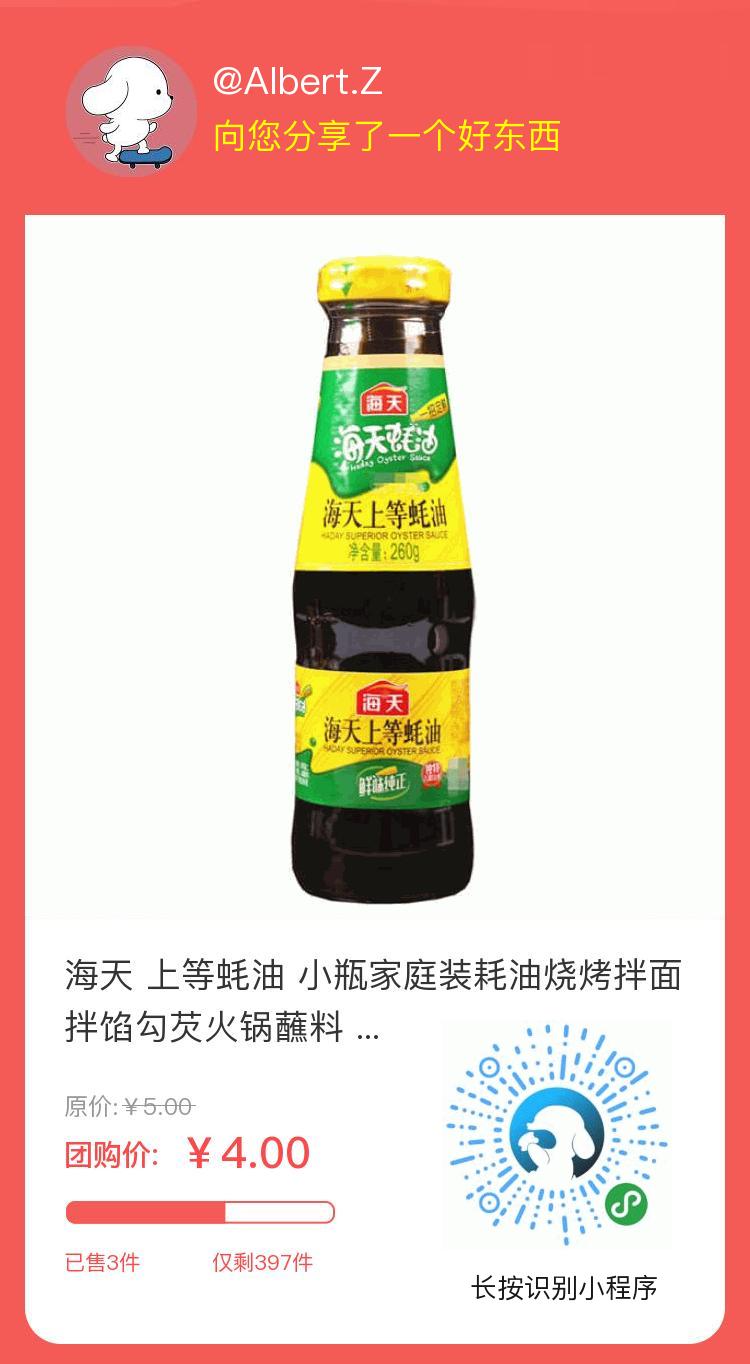 @Albert.Z
向您分享了一个好东西
海天
海天蚝油
Haday Oyster Sauce
海天上等蚝油
HADAY SUPERIOR OYSTER SAUCE
净含量:260g
海天
海天上等蚝油
HADAY SUPERIOR OYSTER SAUCE
鲜味纯正
海天 上等蚝油 小瓶家庭装耗油烧烤拌面
拌馅勾芡火锅蘸料 ...
原价:¥5.00
团购价: ¥4.00
已售3件 仅剩397件
长按识别小程序